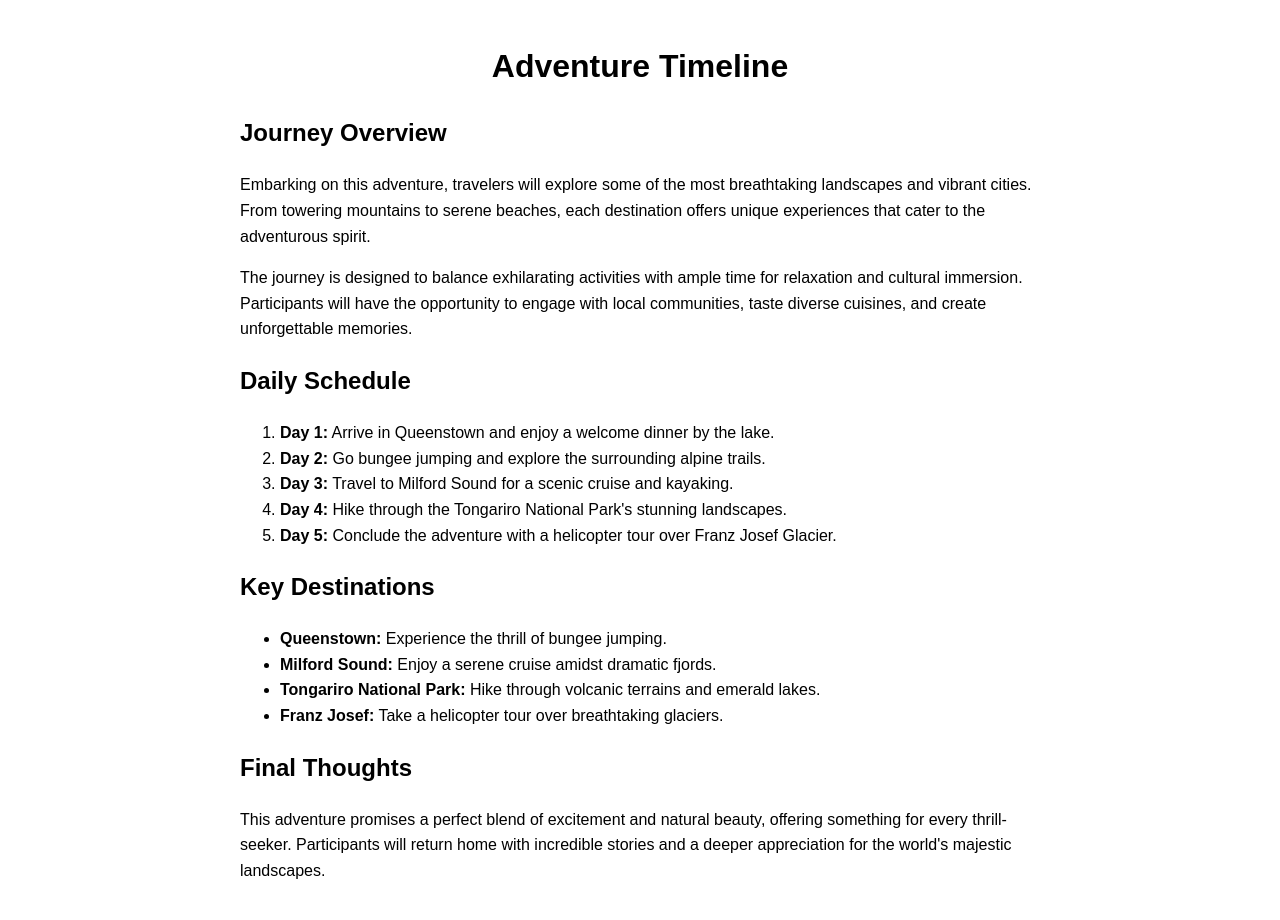 Adventure Timeline
Journey Overview
Embarking on this adventure, travelers will explore some of the most breathtaking landscapes and vibrant cities.
From towering mountains to serene beaches, each destination offers unique experiences that cater to the
adventurous spirit.
The journey is designed to balance exhilarating activities with ample time for relaxation and cultural immersion.
Participants will have the opportunity to engage with local communities, taste diverse cuisines, and create
unforgettable memories.
Daily Schedule
1. Day 1: Arrive in Queenstown and enjoy a welcome dinner by the lake.
2. Day 2: Go bungee jumping and explore the surrounding alpine trails.
3. Day 3: Travel to Milford Sound for a scenic cruise and kayaking.
4. Day 4: Hike through the Tongariro National Park's stunning landscapes.
5. Day 5: Conclude the adventure with a helicopter tour over Franz Josef Glacier.
Key Destinations
• Queenstown: Experience the thrill of bungee jumping.
• Milford Sound: Enjoy a serene cruise amidst dramatic fjords.
• Tongariro National Park: Hike through volcanic terrains and emerald lakes.
• Franz Josef: Take a helicopter tour over breathtaking glaciers.
Final Thoughts
This adventure promises a perfect blend of excitement and natural beauty, offering something for every thrill-
seeker. Participants will return home with incredible stories and a deeper appreciation for the world's majestic
landscapes.